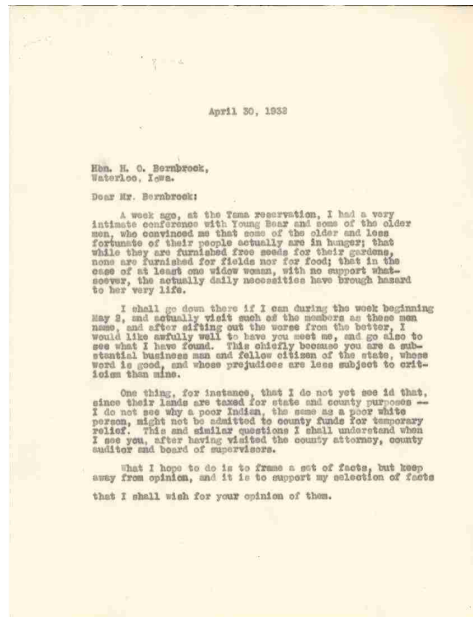 April 30, 1932
Hon. H. O. Bernbrock,
Waterloo, Iowa.
Dear Mr. Bernbrock:
A week ago, at the Tama reservation, I had a very
intimate conference with Young Bear and some of the older
men, who convinced me that some of the older and less
fortunate of their people actually are in hunger; that
while they are furnished free seeds for their gardens,
none are furnished for fields nor for food; that in the
case of at least one widow woman, with no support what-
soever, the actually daily necessities have brough hazard
to her very life.
I shall go down there if I can during the week beginning
May 2, and actually visit such of the members as these men
name, and after sifting out the worse from the better, I
would like awfully well to have you meet me, and go also to
see what I have found. This chiefly because you are a sub-
stantial business man and fellow citizen of the state, whose
word is good, and whose prejudices are less subject to crit-
icism than mine.
One thing, for instance, that I do not yet see id that,
since their lands are taxed for state and county purposes --
I do not see why a poor Indian, the same as a poor white
person, might not be admitted to county funds for temporary
relief. This and similar questions I shall understand when
I see you, after having visited the county attorney, county
auditor and board of supervisors.
What I hope to do is to frame a set of facts, but keep
away from opinion, and it is to support my selection of facts
that I shall wish for your opinion of them.